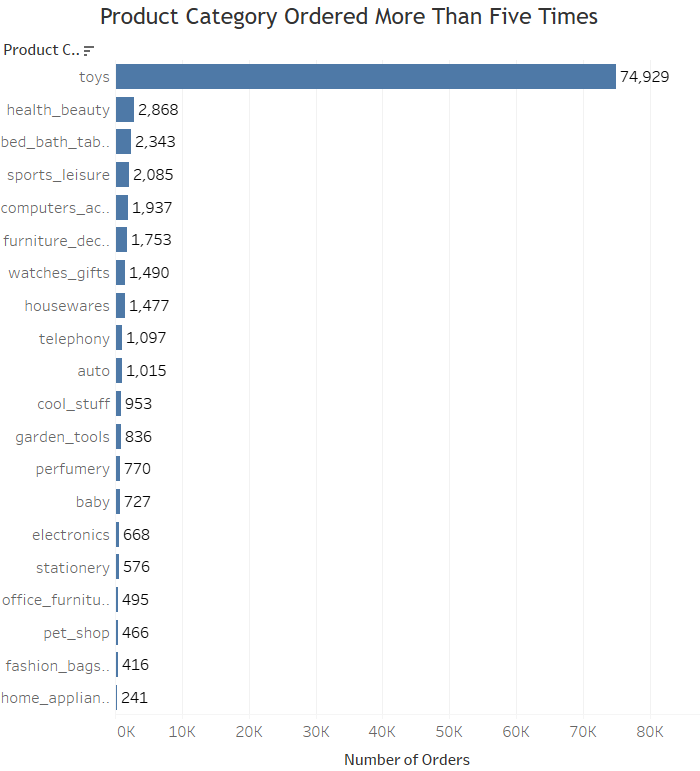 Product Category Ordered More Than Five Times
Product C..
toys 74,929
health_beauty 2,868
bed_bath_tab.. 2,343
sports_leisure 2,085
computers_ac.. 1,937
furniture_dec.. 1,753
watches_gifts 1,490
housewares 1,477
telephony 1,097
auto 1,015
cool_stuff 953
garden_tools 836
perfumery 770
baby 727
electronics 668
stationery 576
office_furnitu.. 495
pet_shop 466
fashion_bags.. 416
home_applian.. 241
0K 10K 20K 30K 40K 50K 60K 70K 80K
Number of Orders